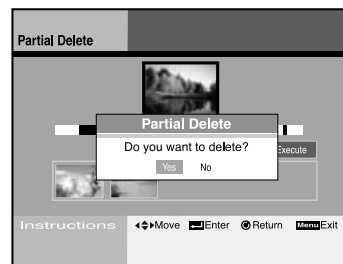 Partial Delete
Partial Delete
Do you want to delete?
Execute
Yes No
Instructions Move Enter Return Menu Exit